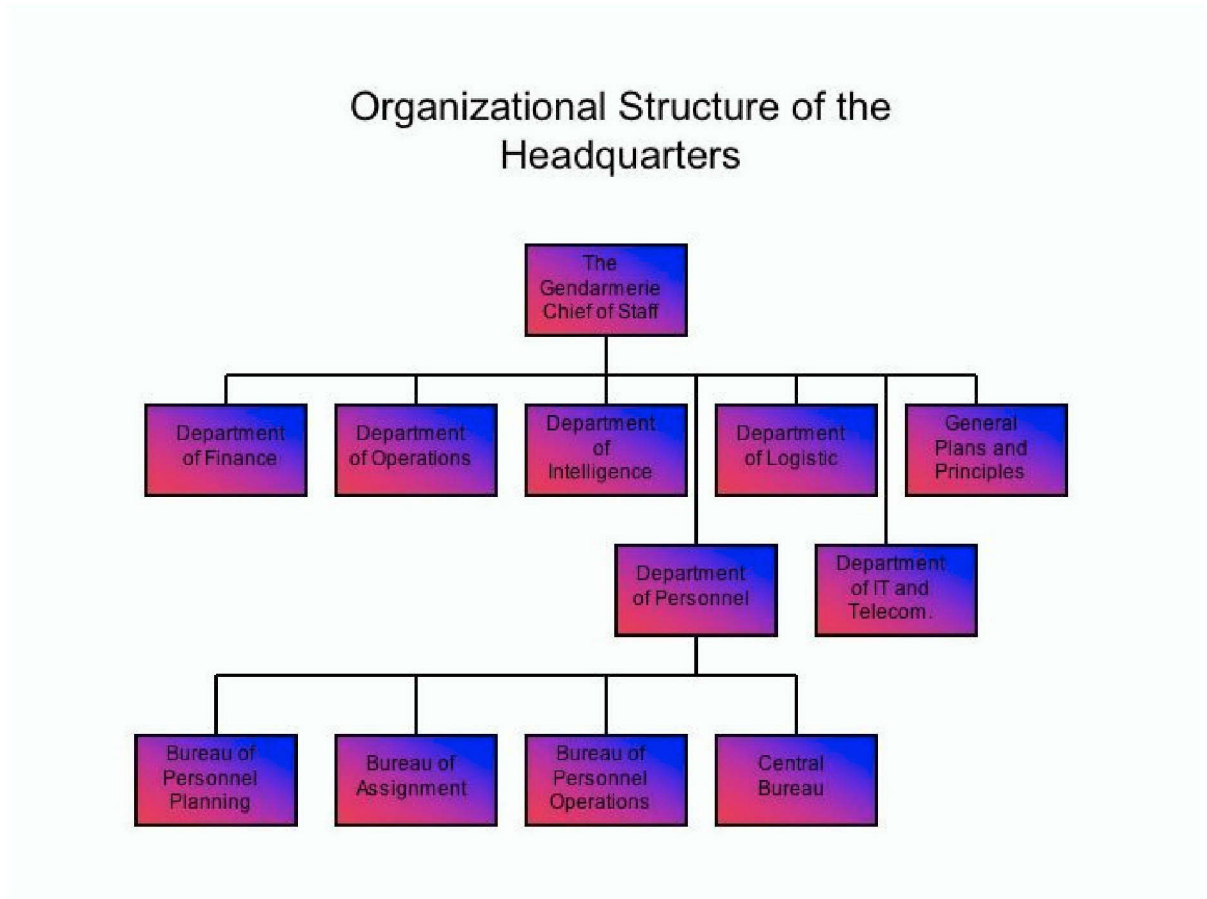 Organizational Structure of the
Headquarters
The
Gendarmerie
Chief of Staff
Department
of Finance
Department
of Operations
Department
of
Intelligence
Department
of Logistic
General
Plans and
Principles
Department
of Personnel
Department
of IT and
Telecom.
Bureau of
Personnel
Planning
Bureau of
Assignment
Bureau of
Personnel
Operations
Central
Bureau